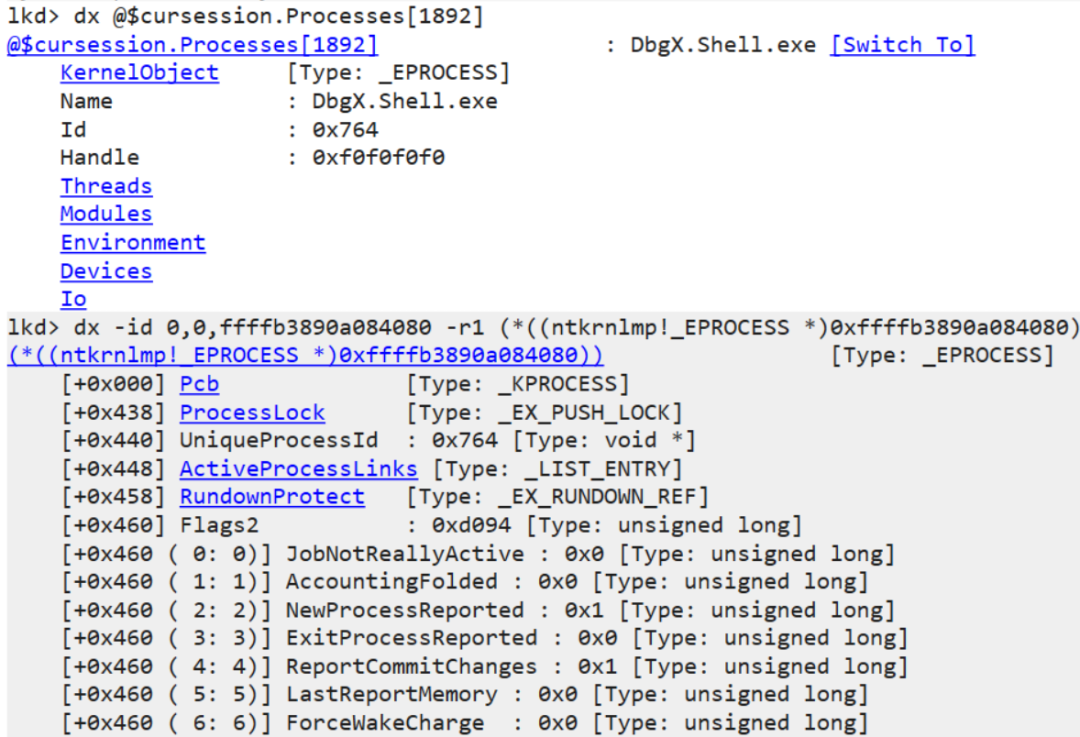 lkd> dx @$cursession.Processes[1892]
@$cursession.Processes[1892] : DbgX.Shell.exe [Switch To]
KernelObject [Type: _EPROCESS]
Name : DbgX.Shell.exe
Id : 0x764
Handle : 0xf0f0f0f0
Threads
Modules
Environment
Devices
Io
lkd> dx -id 0,0,ffffb3890a084080 -r1 (*((ntkrnlmp!_EPROCESS *)0xffffb3890a084080)
(*((ntkrnlmp!_EPROCESS *)0xffffb3890a084080)) [Type: _EPROCESS]
[+0x000] Pcb [Type: _KPROCESS]
[+0x438] ProcessLock [Type: _EX_PUSH_LOCK]
[+0x440] UniqueProcessId : 0x764 [Type: void *]
[+0x448] ActiveProcessLinks [Type: _LIST_ENTRY]
[+0x458] RundownProtect [Type: _EX_RUNDOWN_REF]
[+0x460] Flags2 : 0xd094 [Type: unsigned long]
[+0x460 ( 0: 0)] JobNotReallyActive : 0x0 [Type: unsigned long]
[+0x460 ( 1: 1)] AccountingFolded : 0x0 [Type: unsigned long]
[+0x460 ( 2: 2)] NewProcessReported : 0x1 [Type: unsigned long]
[+0x460 ( 3: 3)] ExitProcessReported : 0x0 [Type: unsigned long]
[+0x460 ( 4: 4)] ReportCommitChanges : 0x1 [Type: unsigned long]
[+0x460 ( 5: 5)] LastReportMemory : 0x0 [Type: unsigned long]
[+0x460 ( 6: 6)] ForceWakeCharge : 0x0 [Type: unsigned long]